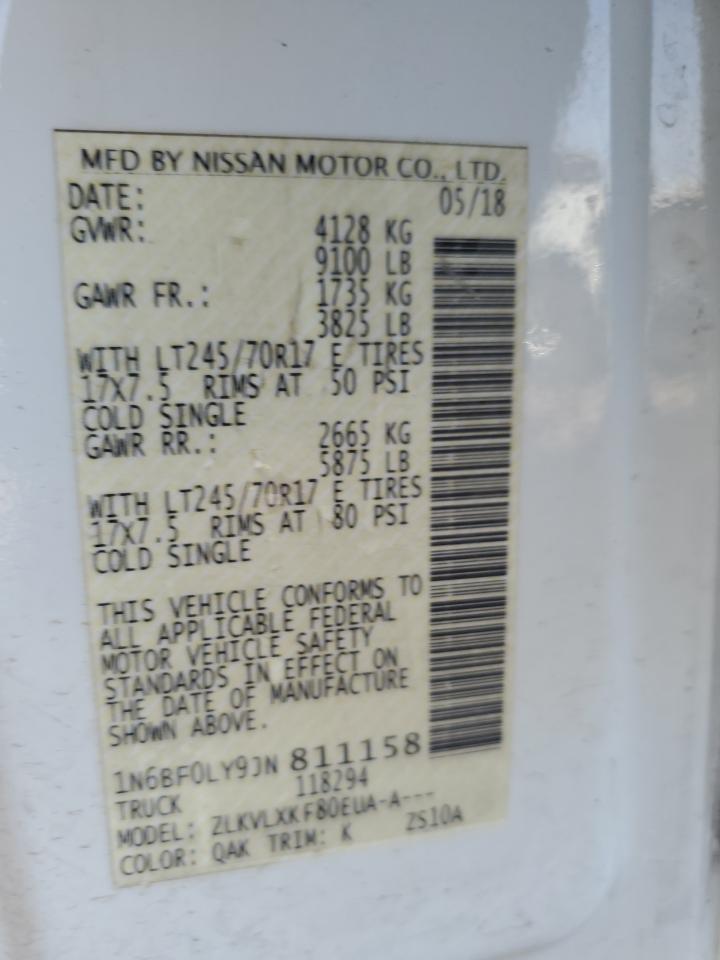 MFD BY NISSAN MOTOR CO., LTD.
DATE: 05/18
GVWR: 4128 KG
9100 LB
GAWR FR.: 1735 KG
3825 LB
WITH LT245/70R17 E TIRES
17X7.5 RIMS AT 50 PSI
COLD SINGLE
GAWR RR.: 2665 KG
5875 LB
WITH LT245/70R17 E TIRES
17X7.5 RIMS AT 80 PSI
COLD SINGLE
THIS VEHICLE CONFORMS TO
ALL APPLICABLE FEDERAL
MOTOR VEHICLE SAFETY
STANDARDS IN EFFECT ON
THE DATE OF MANUFACTURE
SHOWN ABOVE.
1N6BF0LY9JN 811158
TRUCK 118294
MODEL: ZLKVLXKF80EUA-A---
COLOR: QAK TRIM: K ZS10A